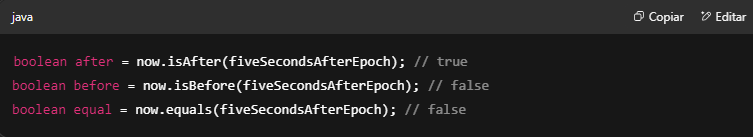 java
Copiar
Editar
boolean after = now.isAfter(fiveSecondsAfterEpoch); // true
boolean before = now.isBefore(fiveSecondsAfterEpoch); // false
boolean equal = now.equals(fiveSecondsAfterEpoch); // false